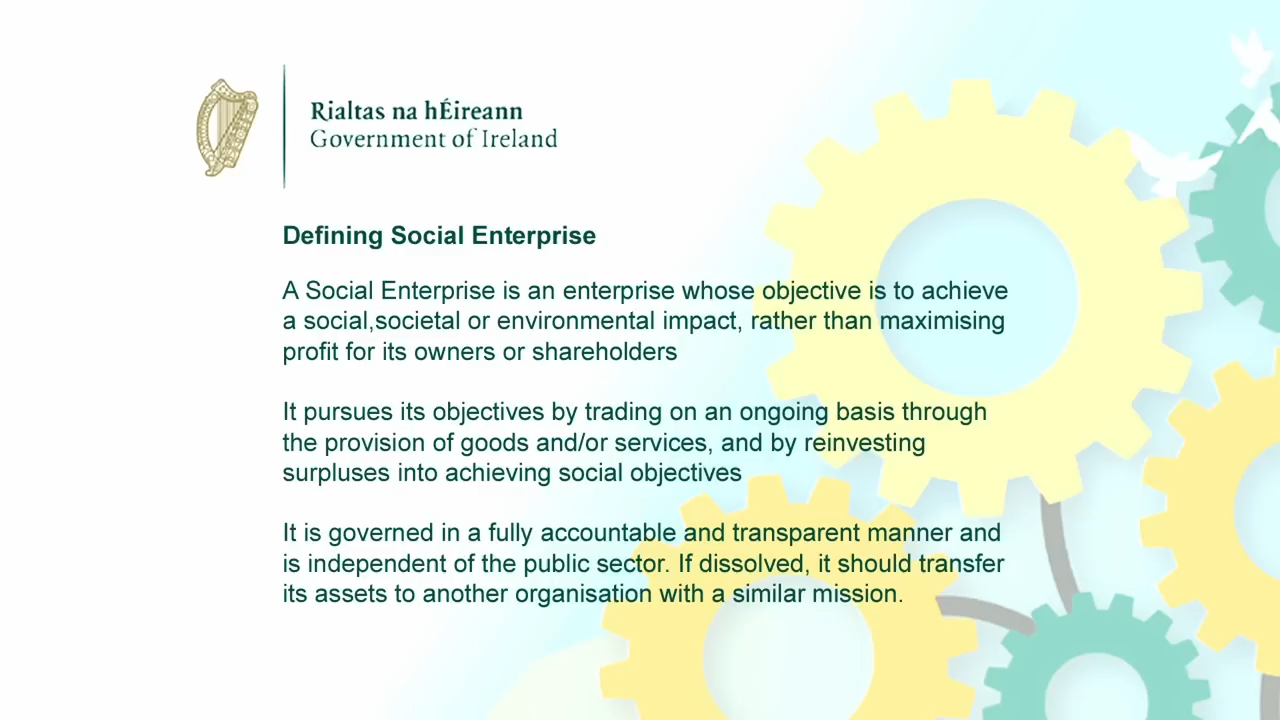 Rialtas na hÉireann
Government of Ireland
Defining Social Enterprise
A Social Enterprise is an enterprise whose objective is to achieve
a social,societal or environmental impact, rather than maximising
profit for its owners or shareholders
It pursues its objectives by trading on an ongoing basis through
the provision of goods and/or services, and by reinvesting
surpluses into achieving social objectives
It is governed in a fully accountable and transparent manner and
is independent of the public sector. If dissolved, it should transfer
its assets to another organisation with a similar mission.